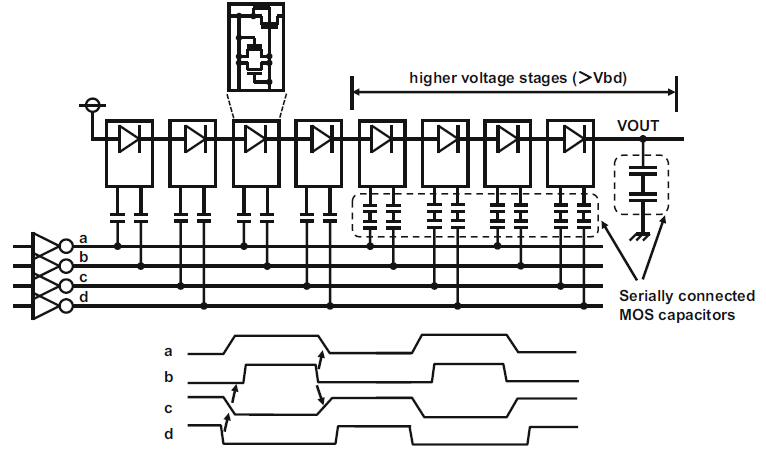 higher voltage stages (>Vbd)
VOUT
a
b
c
d
Serially connected
MOS capacitors
a
b
c
d